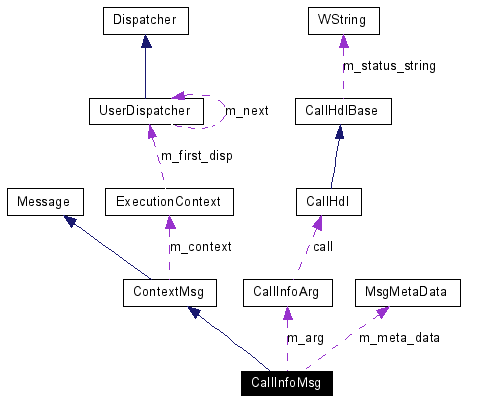 Dispatcher
WString
m_status_string
UserDispatcher
m_next
CallHdlBase
m_first_disp
Message
ExecutionContext
CallHdl
m_context
call
ContextMsg
CallInfoArg
MsgMetaData
m_arg
m_meta_data
CallInfoMsg